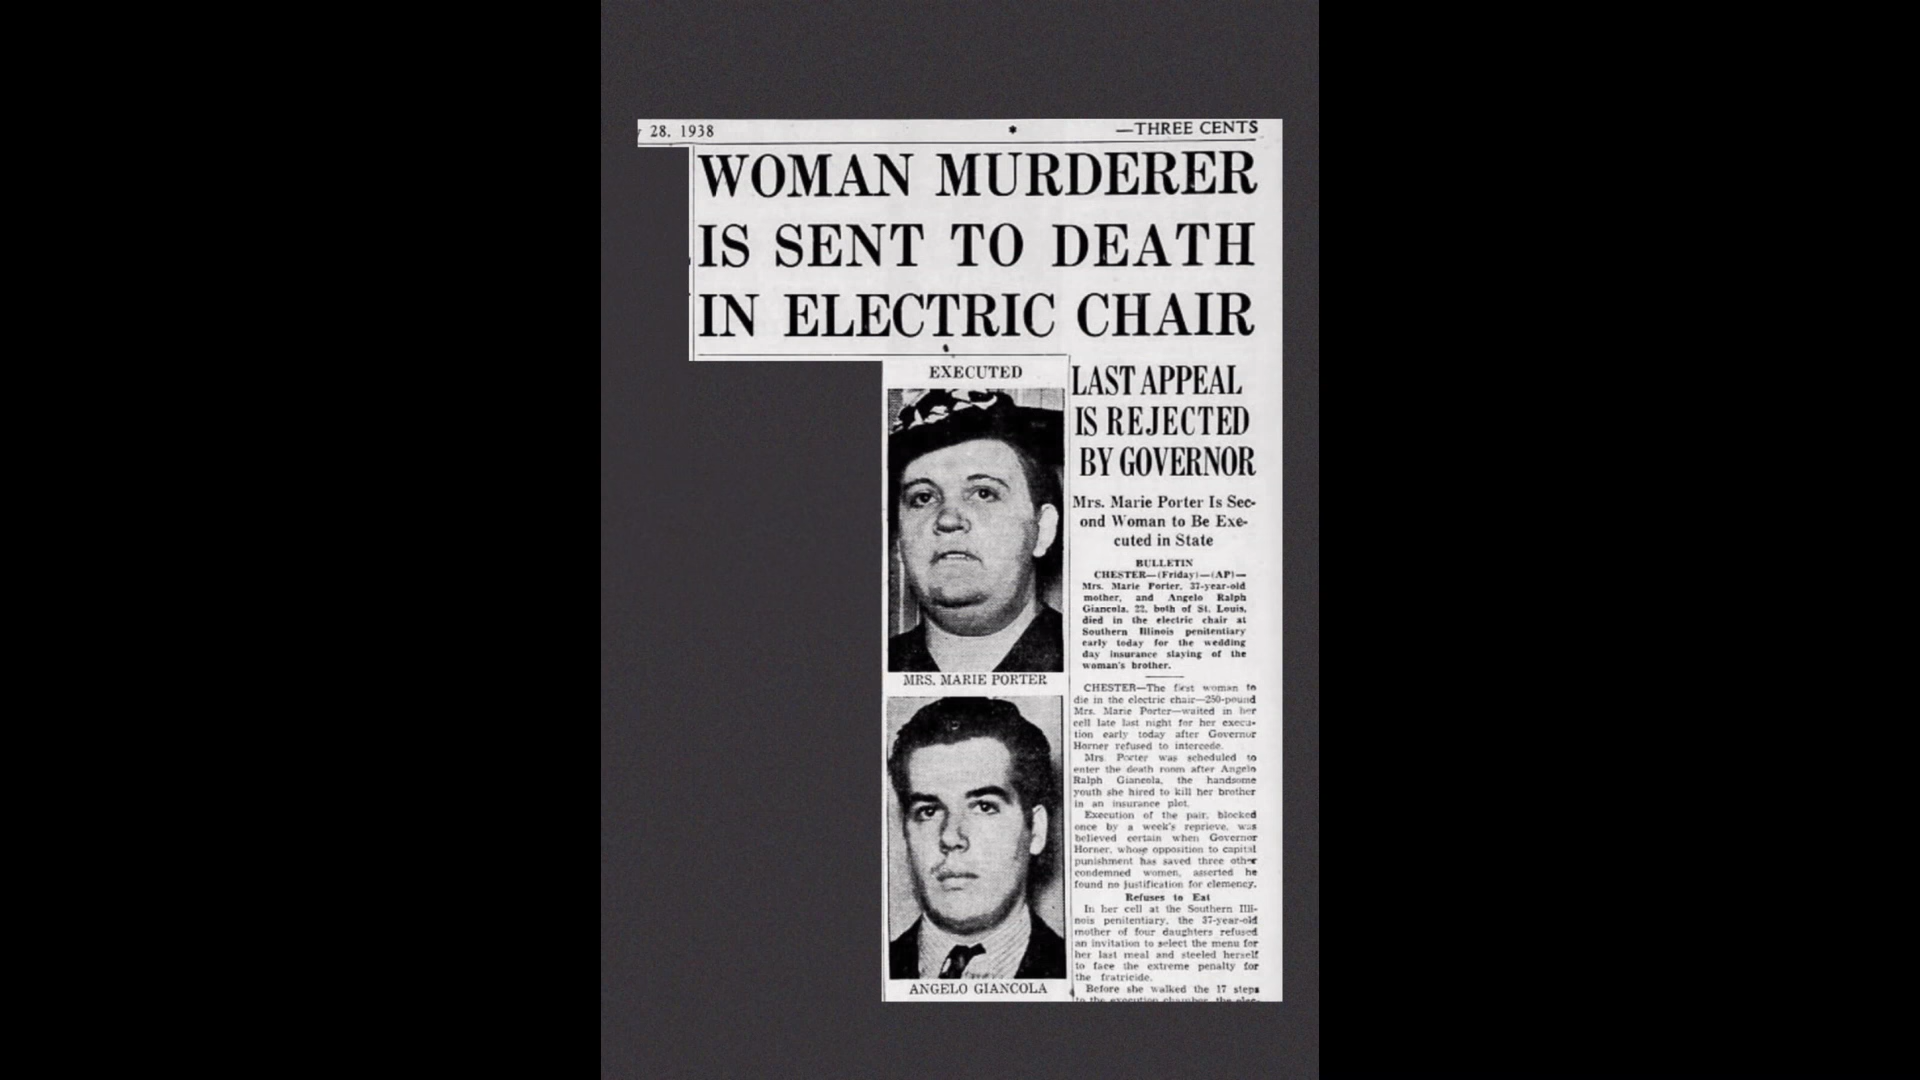 28, 1938
—THREE CENTS
WOMAN MURDERER
IS SENT TO DEATH
IN ELECTRIC CHAIR
EXECUTED
MRS. MARIE PORTER
ANGELO GIANCOLA
LAST APPEAL
IS REJECTED
BY GOVERNOR
Mrs. Marie Porter Is Sec-
ond Woman to Be Exe-
cuted in State
BULLETIN
CHESTER—(Friday)—(AP)—
Mrs. Marie Porter, 37-year-old
mother, and Angelo Ralph
Giancola, 22, both of St. Louis,
died in the electric chair at
Southern Illinois penitentiary
early today for the wedding
day insurance slaying of the
woman's brother.
CHESTER—The first woman to
die in the electric chair—250-pound
Mrs. Marie Porter—waited in her
cell late last night for her execu-
tion early today after Governor
Horner refused to intercede.
Mrs. Porter was scheduled to
enter the death room after Angelo
Ralph Giancola, the handsome
youth she hired to kill her brother
in an insurance plot.
Execution of the pair, blocked
once by a week's reprieve, was
believed certain when Governor
Horner, whose opposition to capital
punishment has saved three other
condemned women, asserted he
found no justification for clemency.
Refuses to Eat
In her cell at the Southern Illi-
nois penitentiary, the 37-year-old
mother of four daughters refused
an invitation to select the menu for
her last meal and steeled herself
to face the extreme penalty for
the fratricide.
Before she walked the 17 steps
to the execution chamber, the elec-